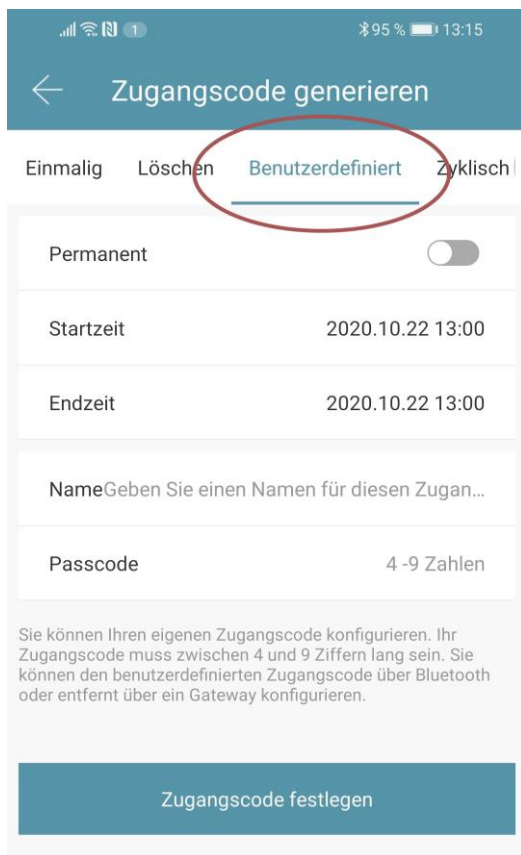 1 95 % 13:15
Zugangscode generieren
Einmalig Löschen Benutzerdefiniert Zyklisch
Permanent
Startzeit 2020.10.22 13:00
Endzeit 2020.10.22 13:00
NameGeben Sie einen Namen für diesen Zugan...
Passcode 4 -9 Zahlen
Sie können Ihren eigenen Zugangscode konfigurieren. Ihr
Zugangscode muss zwischen 4 und 9 Ziffern lang sein. Sie
können den benutzerdefinierten Zugangscode über Bluetooth
oder entfernt über ein Gateway konfigurieren.
Zugangscode festlegen